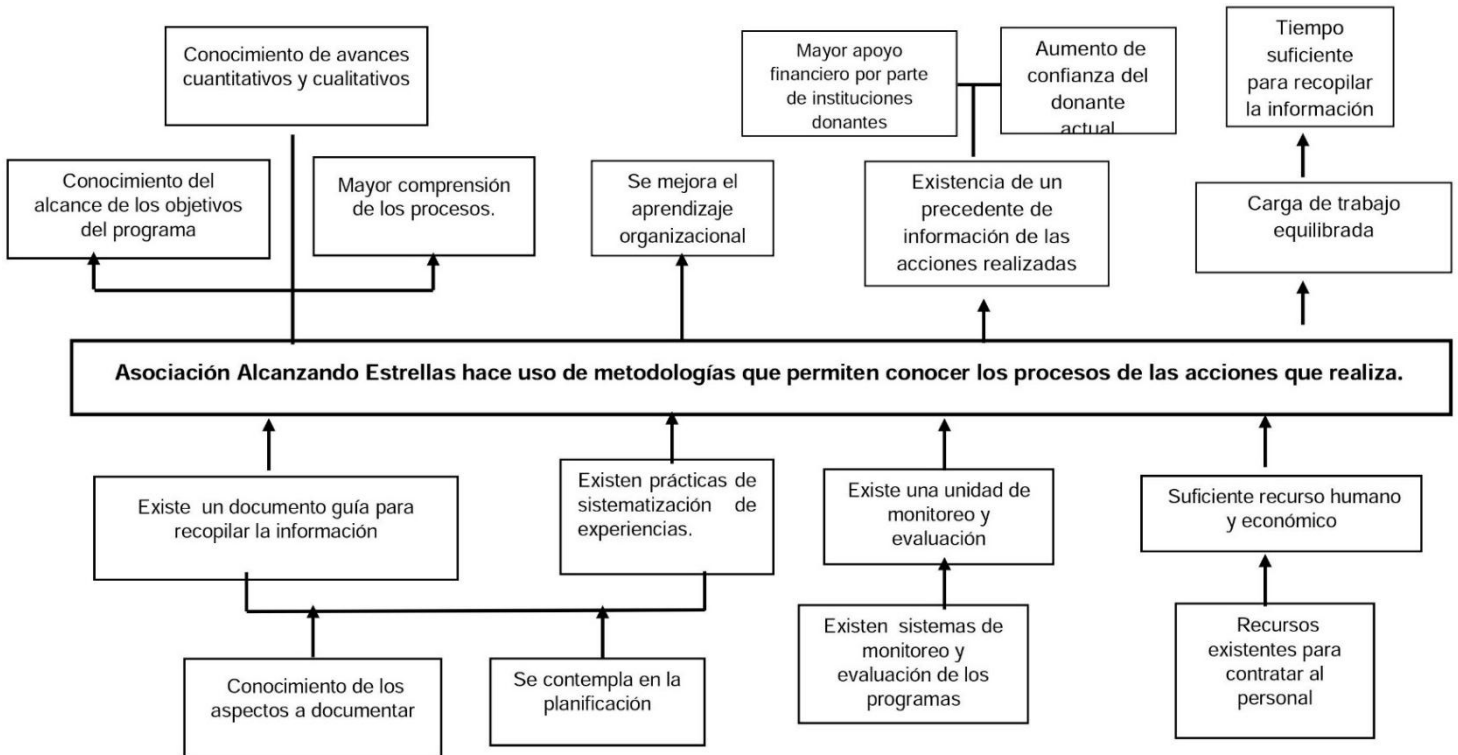 Conocimiento de avances
cuantitativos y cualitativos
Mayor apoyo
financiero por parte
de instituciones
donantes
Aumento de
confianza del
donante
actual
Tiempo
suficiente
para recopilar
la información
Conocimiento del
alcance de los objetivos
del programa
Mayor comprensión
de los procesos.
Se mejora el
aprendizaje
organizacional
Existencia de un
precedente de
información de las
acciones realizadas
Carga de trabajo
equilibrada
Asociación Alcanzando Estrellas hace uso de metodologías que permiten conocer los procesos de las acciones que realiza.
Existe un documento guía para
recopilar la información
Existen prácticas de
sistematización de
experiencias.
Existe una unidad de
monitoreo y
evaluación
Suficiente recurso humano
y económico
Conocimiento de los
aspectos a documentar
Se contempla en la
planificación
Existen sistemas de
monitoreo y
evaluación de los
programas
Recursos
existentes para
contratar al
personal